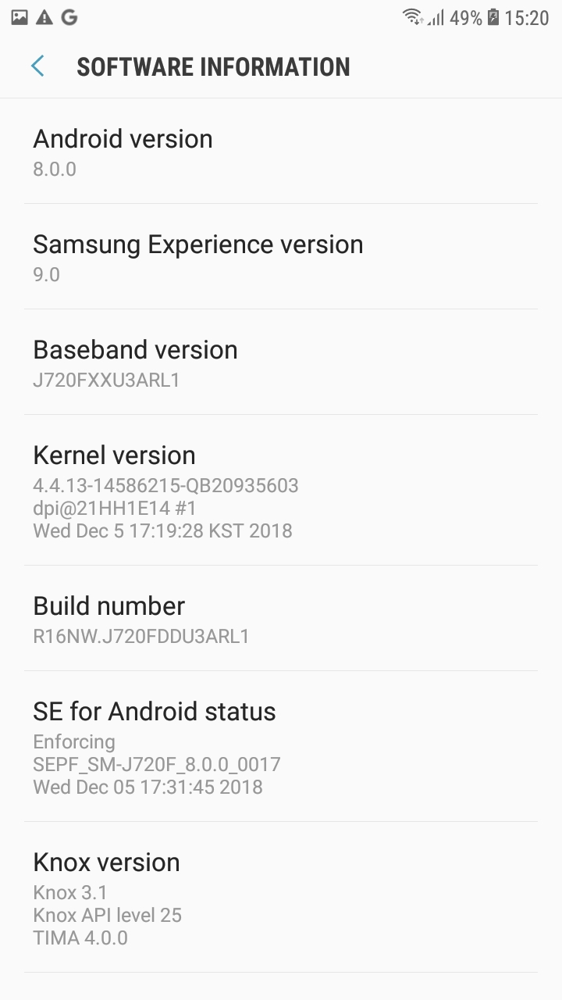 49% 15:20
SOFTWARE INFORMATION
Android version
8.0.0
Samsung Experience version
9.0
Baseband version
J720FXXU3ARL1
Kernel version
4.4.13-14586215-QB20935603
dpi@21HH1E14 #1
Wed Dec 5 17:19:28 KST 2018
Build number
R16NW.J720FDDU3ARL1
SE for Android status
Enforcing
SEPF_SM-J720F_8.0.0_0017
Wed Dec 05 17:31:45 2018
Knox version
Knox 3.1
Knox API level 25
TIMA 4.0.0